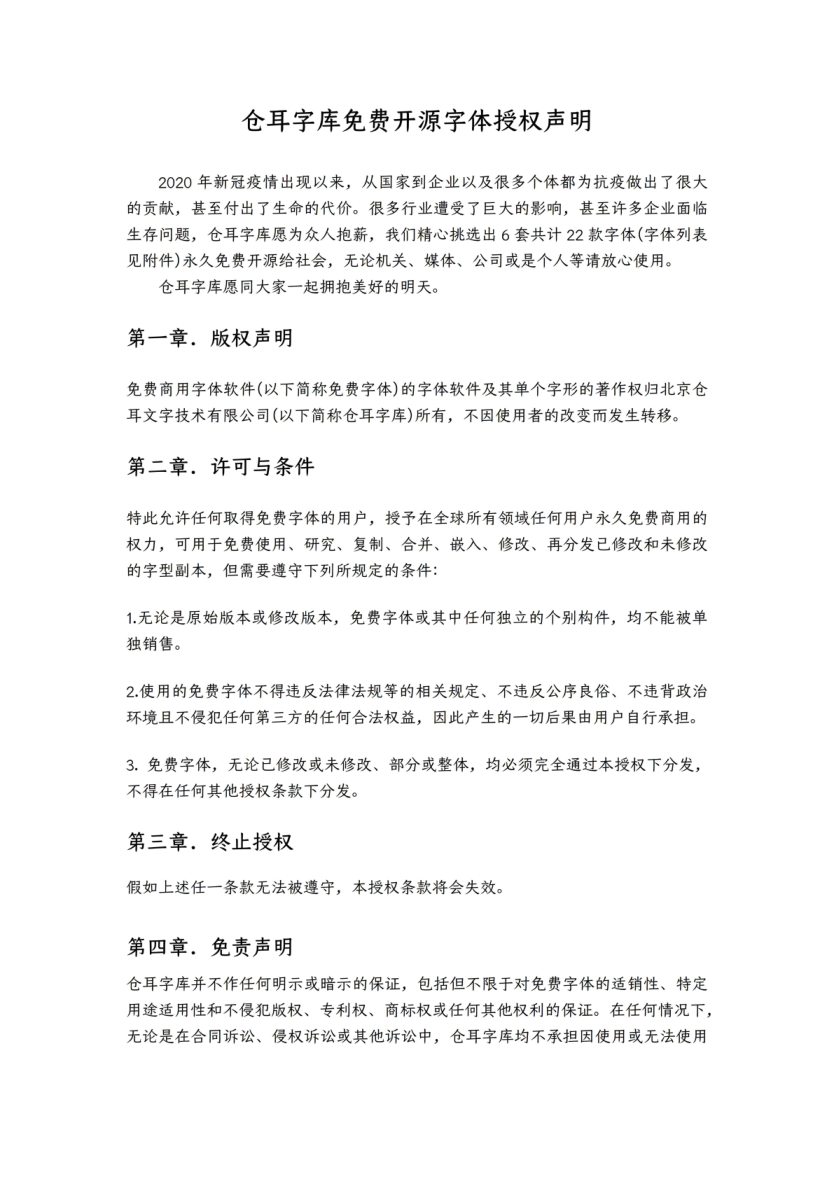 仓耳字库免费开源字体授权声明
2020 年新冠疫情出现以来，从国家到企业以及很多个体都为抗疫做出了很大
的贡献，甚至付出了生命的代价。很多行业遭受了巨大的影响，甚至许多企业面临
生存问题，仓耳字库愿为众人抱薪，我们精心挑选出 6 套共计 22 款字体(字体列表
见附件)永久免费开源给社会，无论机关、媒体、公司或是个人等请放心使用。
仓耳字库愿同大家一起拥抱美好的明天。
第一章．版权声明
免费商用字体软件(以下简称免费字体)的字体软件及其单个字形的著作权归北京仓
耳文字技术有限公司(以下简称仓耳字库)所有，不因使用者的改变而发生转移。
第二章．许可与条件
特此允许任何取得免费字体的用户，授予在全球所有领域任何用户永久免费商用的
权力，可用于免费使用、研究、复制、合并、嵌入、修改、再分发已修改和未修改
的字型副本，但需要遵守下列所规定的条件：
1.无论是原始版本或修改版本，免费字体或其中任何独立的个别构件，均不能被单
独销售。
2.使用的免费字体不得违反法律法规等的相关规定、不违反公序良俗、不违背政治
环境且不侵犯任何第三方的任何合法权益，因此产生的一切后果由用户自行承担。
3. 免费字体，无论已修改或未修改、部分或整体，均必须完全通过本授权下分发，
不得在任何其他授权条款下分发。
第三章．终止授权
假如上述任一条款无法被遵守，本授权条款将会失效。
第四章．免责声明
仓耳字库并不作任何明示或暗示的保证，包括但不限于对免费字体的适销性、特定
用途适用性和不侵犯版权、专利权、商标权或任何其他权利的保证。在任何情况下，
无论是在合同诉讼、侵权诉讼或其他诉讼中，仓耳字库均不承担因使用或无法使用